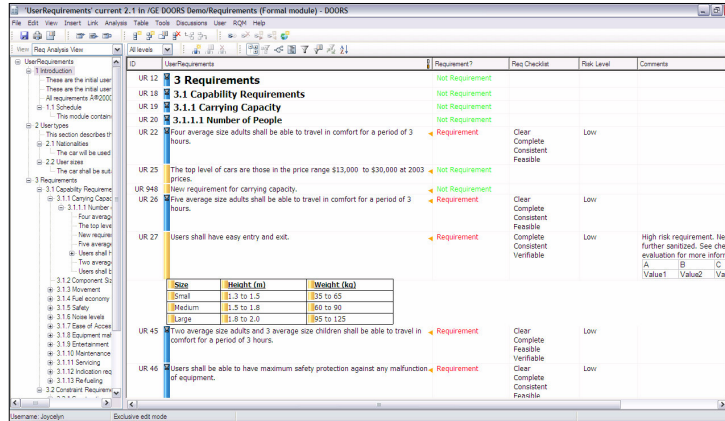 'UserRequirements' current 2.1 in /GE DOORS Demo/Requirements (Formal module) - DOORS
File Edit View Insert Link Analysis Table Tools Discussions User RQM Help
View Req Analysis View All levels
UserRequirements
1 Introduction
These are the initial user
These are the initial user
All requirements A®2000
1.1 Schedule
This module contain
2 User types
This section describes th
2.1 Nationalities
The car will be used
2.2 User sizes
The car shall be suit
3 Requirements
3.1 Capability Requireme
3.1.1 Carrying Capac
3.1.1.1 Number
Four averag
The top leve
New require
Five average
Users shall h
Two averag
Users shall b
3.1.2 Component Siz
3.1.3 Movement
3.1.4 Fuel economy
3.1.5 Safety
3.1.6 Noise levels
3.1.7 Ease of Acces
3.1.8 Equipment mal
3.1.9 Entertainment
3.1.10 Maintenance
3.1.11 Servicing
3.1.12 Indication req
3.1.13 Re-fueling
3.2 Constraint Requireme
ID UserRequirements Requirement? Req Checklist Risk Level Comments
UR 12 3 Requirements Not Requirement
UR 18 3.1 Capability Requirements Not Requirement
UR 19 3.1.1 Carrying Capacity Not Requirement
UR 20 3.1.1.1 Number of People Not Requirement
UR 22 Four average size adults shall be able to travel in comfort for a period of 3 Requirement Clear Low
hours. Complete
Consistent
Feasible
UR 25 The top level of cars are those in the price range $13,000 to $30,000 at 2003 Not Requirement
prices.
UR 948 New requirement for carrying capacity. Not Requirement
UR 26 Five average size adults shall be able to travel in comfort for a period of 3 Requirement Clear Low
hours. Complete
Consistent
Feasible
UR 27 Users shall have easy entry and exit. Requirement Complete Low High risk requirement. Ne
Consistent further sanitized. See che
Verifiable evaluation for more inform
A B C
Value1 Value2 Va
Size Height (m) Weight (kg)
Small 1.3 to 1.5 35 to 65
Medium 1.5 to 1.8 60 to 90
Large 1.8 to 2.0 95 to 125
UR 45 Two average size adults and 3 average size children shall be able to travel in Requirement Clear Low
comfort for a period of 3 hours. Complete
Feasible
Verifiable
UR 46 Users shall be able to have maximum safety protection against any malfunction Requirement Clear Low
of equipment. Complete
Consistent
Feasible
Username: Joycelyn Exclusive edit mode